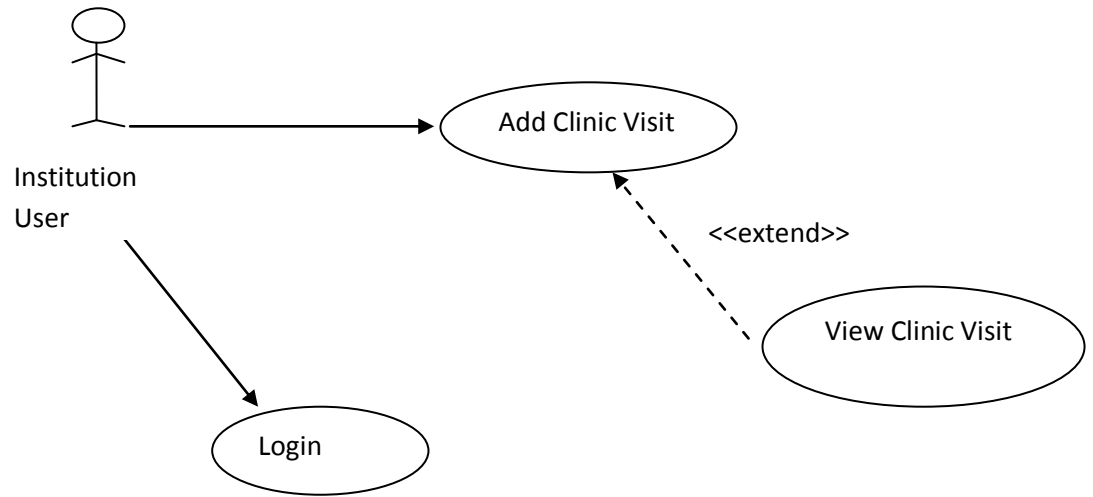 Add Clinic Visit
Institution
User
<<extend>>
View Clinic Visit
Login